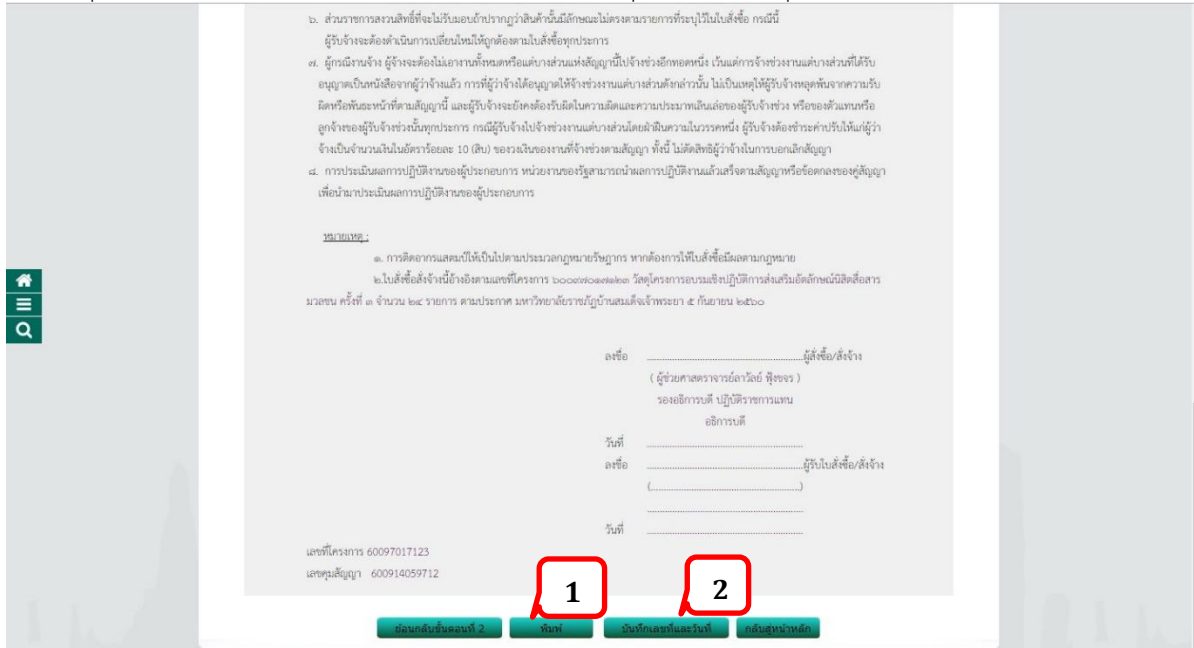 ๖. ส่วนราชการสงวนสิทธิ์ที่จะไม่รับมอบถ้าปรากฏว่าสินค้านั้นมีลักษณะไม่ตรงตามรายการที่ระบุไว้ในใบสั่งซื้อ กรณีนี้
ผู้รับจ้างจะต้องดำเนินการเปลี่ยนใหม่ให้ถูกต้องตามใบสั่งซื้อทุกประการ
๗. ผู้กรณีงานจ้าง ผู้จ้างจะต้องไม่เอางานทั้งหมดหรือแต่บางส่วนแห่งสัญญานี้ไปจ้างช่วงอีกทอดหนึ่ง เว้นแต่การจ้างช่วงงานแต่บางส่วนที่ได้รับ
อนุญาตเป็นหนังสือจากผู้ว่าจ้างแล้ว การที่ผู้ว่าจ้างได้อนุญาตให้จ้างช่วงงานแต่บางส่วนดังกล่าวนั้น ไม่เป็นเหตุให้ผู้รับจ้างหลุดพ้นจากความรับ
ผิดหรือพันธะหน้าที่ตามสัญญานี้ และผู้รับจ้างจะยังคงต้องรับผิดในความผิดและความประมาทเลินเล่อของผู้รับจ้างช่วง หรือของตัวแทนหรือ
ลูกจ้างของผู้รับจ้างช่วงนั้นทุกประการ กรณีผู้รับจ้างไปจ้างช่วงงานแต่บางส่วนโดยฝ่าฝืนความในวรรคหนึ่ง ผู้รับจ้างต้องชำระค่าปรับให้แก่ผู้ว่า
จ้างเป็นจำนวนเงินในอัตราร้อยละ 10 (สิบ) ของวงเงินของงานที่จ้างช่วงตามสัญญา ทั้งนี้ ไม่ตัดสิทธิผู้ว่าจ้างในการบอกเลิกสัญญา
๘. การประเมินผลการปฏิบัติงานของผู้ประกอบการ หน่วยงานของรัฐสามารถนำผลการปฏิบัติงานแล้วเสร็จตามสัญญาหรือข้อตกลงของคู่สัญญา
เพื่อนำมาประเมินผลการปฏิบัติงานของผู้ประกอบการ
หมายเหตุ :
๑. การติดอากรแสตมป์ให้เป็นไปตามประมวลกฎหมายรัษฎากร หากต้องการให้ใบสั่งซื้อมีผลตามกฎหมาย
๒.ใบสั่งซื้อสั่งจ้างนี้อ้างอิงตามเลขที่โครงการ ๖๐๐๙๗๐๑๗๑๒๓ วัสดุโครงการอบรมเชิงปฏิบัติการส่งเสริมอัตลักษณ์นิสิตสื่อสาร
มวลชน ครั้งที่ ๓ จำนวน ๒๔ รายการ ตามประกาศ มหาวิทยาลัยราชภัฏบ้านสมเด็จเจ้าพระยา ๕ กันยายน ๒๕๖๐
ลงชื่อ ....................................................ผู้สั่งซื้อ/สั่งจ้าง
( ผู้ช่วยศาสตราจารย์ลาวัลย์ ฟุ้งขจร )
รองอธิการบดี ปฏิบัติราชการแทน
อธิการบดี
วันที่ ....................................................
ลงชื่อ ....................................................ผู้รับใบสั่งซื้อ/สั่งจ้าง
(..................................................)
....................................................
วันที่ ....................................................
เลขที่โครงการ 60097017123
เลขคุมสัญญา 600914059712
1 2
ย้อนกลับขั้นตอนที่ 2 พิมพ์ บันทึกเลขที่และวันที่ กลับสู่หน้าหลัก